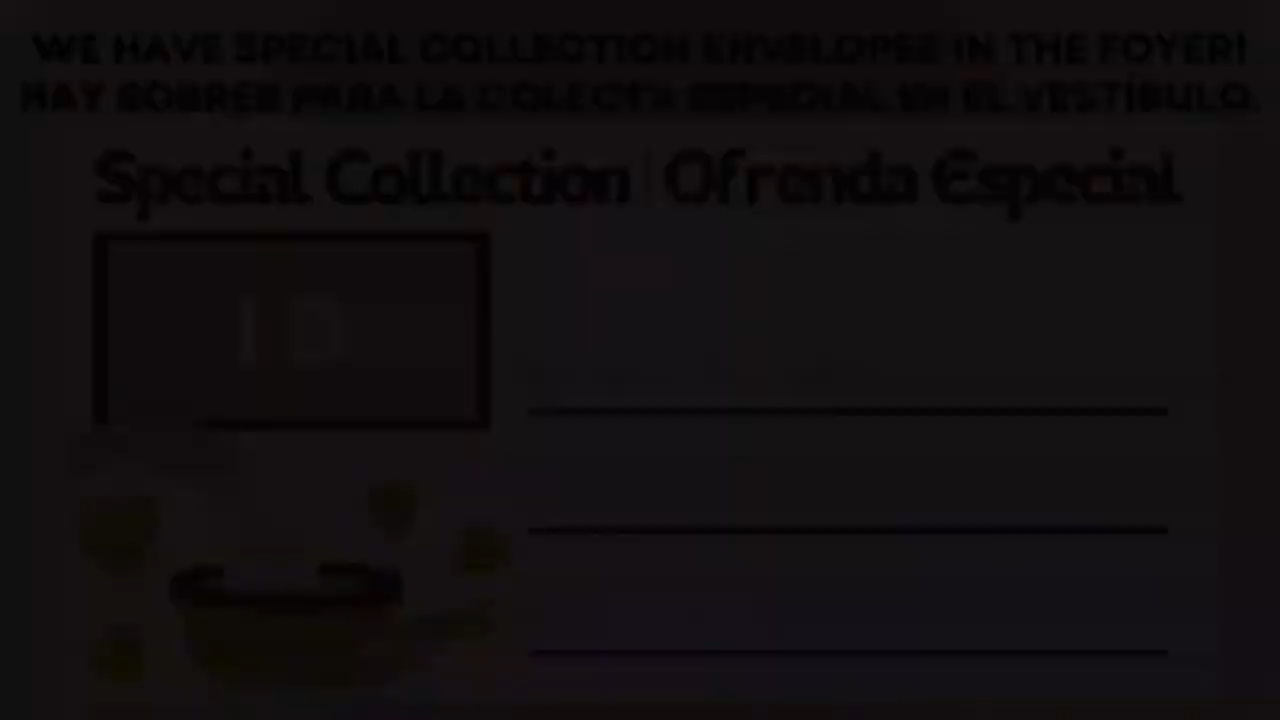 WE HAVE SPECIAL COLLECTION ENVELOPES IN THE FOYER!
HAY SOBRES PARA LA COLECTA ESPECIAL EN EL VESTÍBULO.
Special Collection | Ofrenda Especial